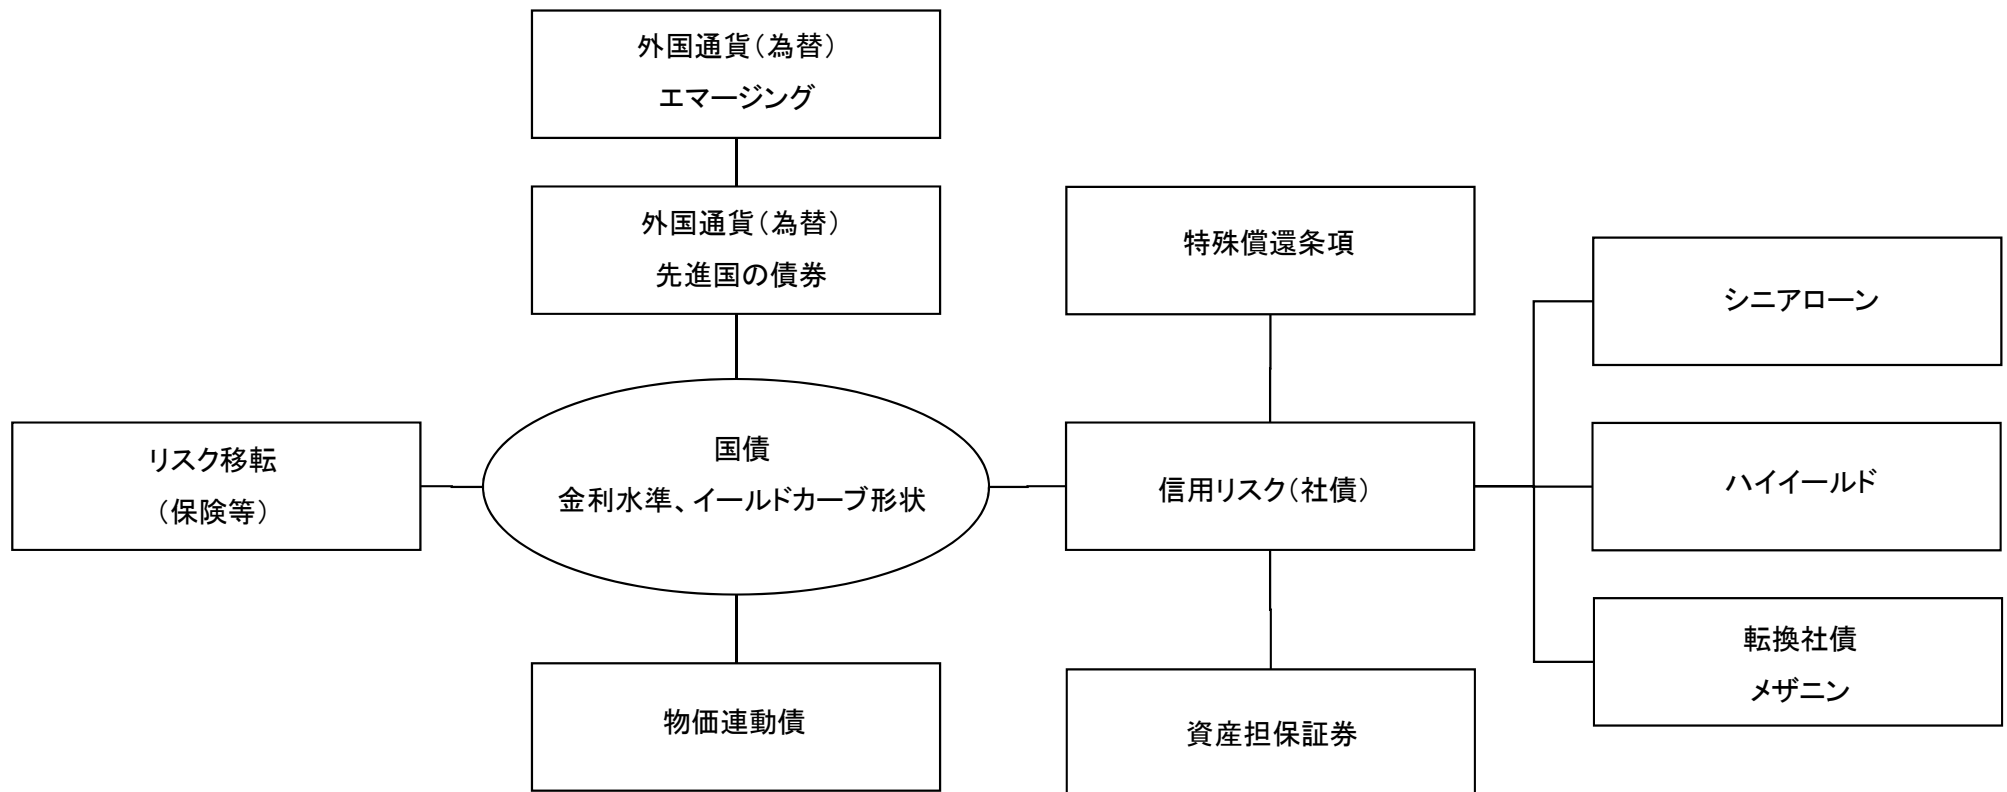 外国通貨（為替）
エマージング
外国通貨（為替）
先進国の債券
特殊償還条項
シニアローン
リスク移転
（保険等）
国債
金利水準、イールドカーブ形状
信用リスク（社債）
ハイイールド
転換社債
メザニン
物価連動債
資産担保証券